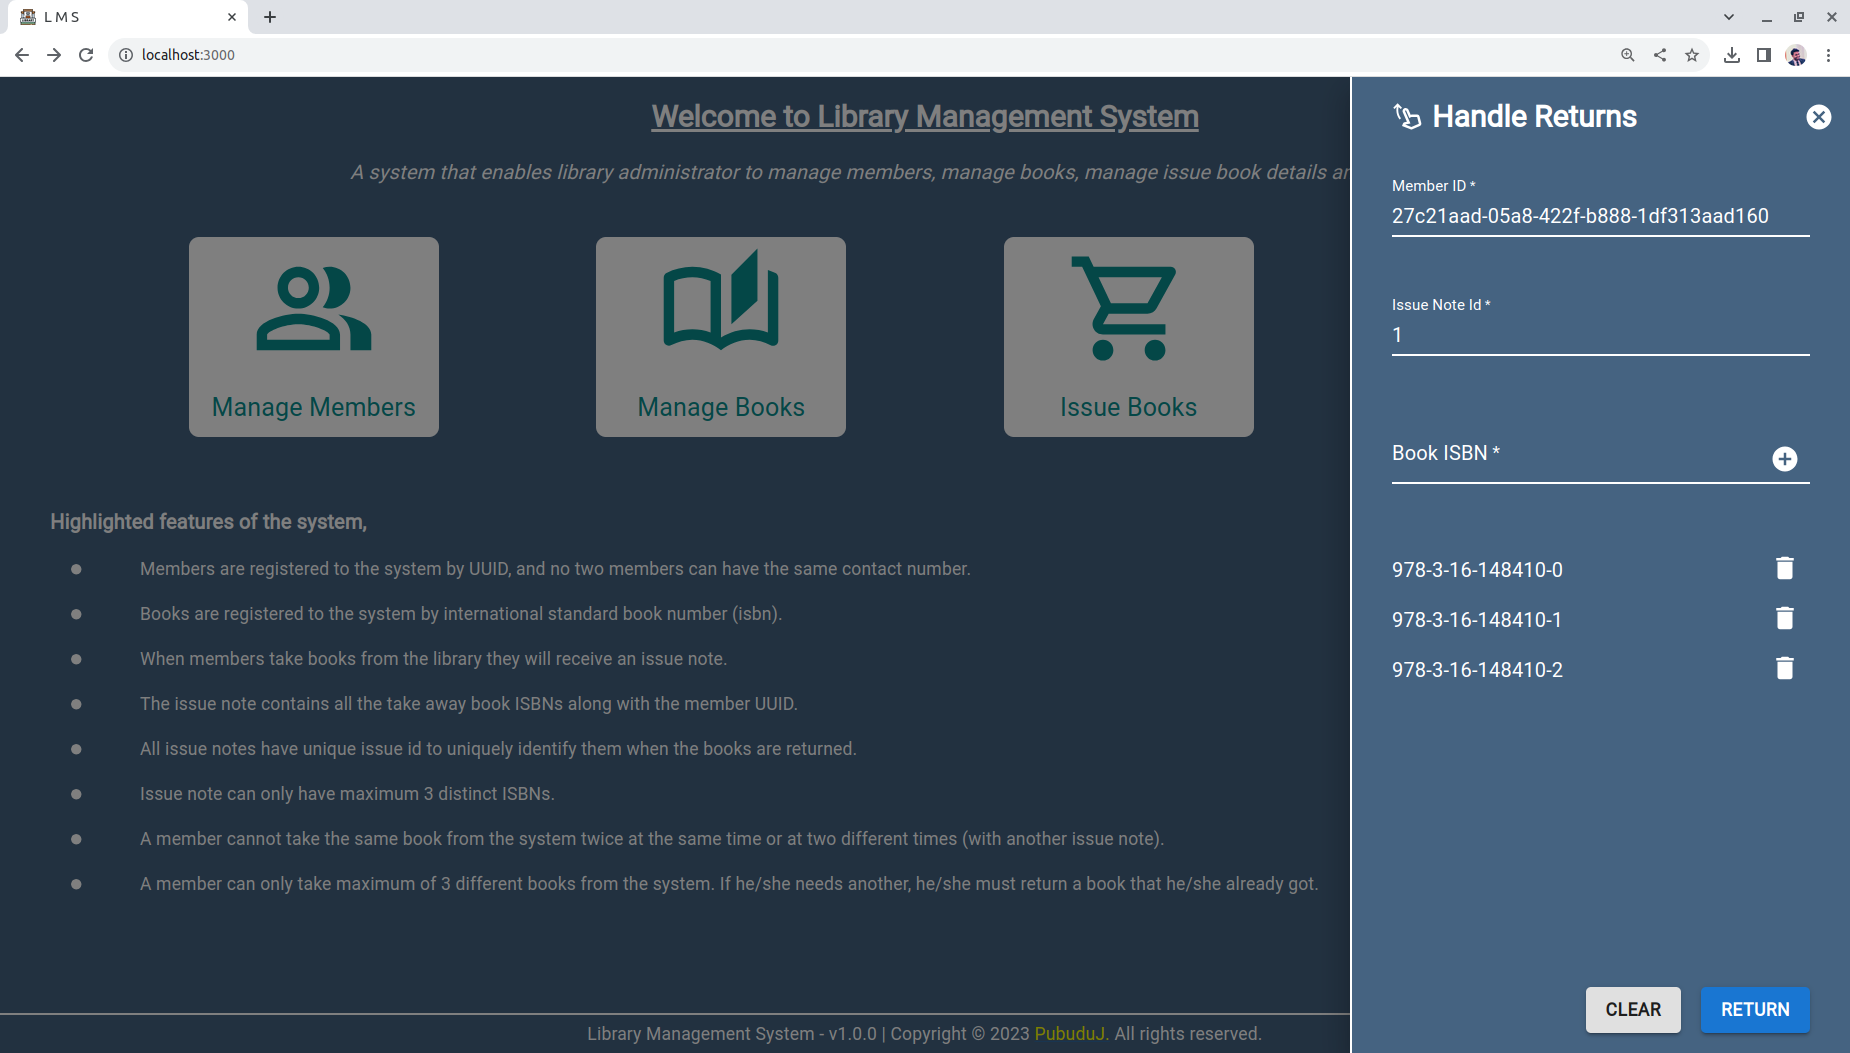 L M S
localhost:3000
Welcome to Library Management System
A system that enables library administrator to manage members, manage books, manage issue book details ar
Manage Members
Manage Books
Issue Books
Highlighted features of the system,
Members are registered to the system by UUID, and no two members can have the same contact number.
Books are registered to the system by international standard book number (isbn).
When members take books from the library they will receive an issue note.
The issue note contains all the take away book ISBNs along with the member UUID.
All issue notes have unique issue id to uniquely identify them when the books are returned.
Issue note can only have maximum 3 distinct ISBNs.
A member cannot take the same book from the system twice at the same time or at two different times (with another issue note).
A member can only take maximum of 3 different books from the system. If he/she needs another, he/she must return a book that he/she already got.
Library Management System - v1.0.0 | Copyright © 2023 PubuduJ. All rights reserved.
Handle Returns
Member ID *
27c21aad-05a8-422f-b888-1df313aad160
Issue Note Id *
1
Book ISBN *
978-3-16-148410-0
978-3-16-148410-1
978-3-16-148410-2
CLEAR
RETURN